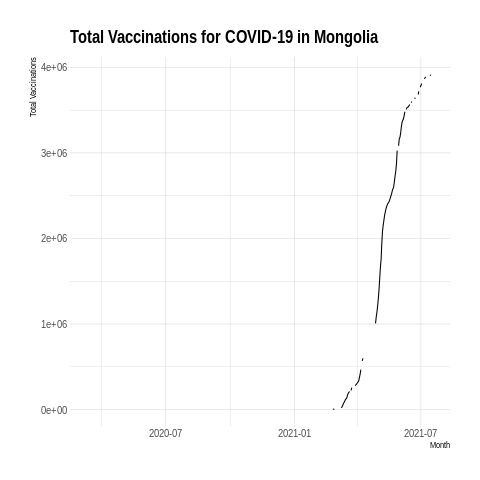 Total Vaccinations for COVID-19 in Mongolia
Total Vaccinations
4e+06
3e+06
2e+06
1e+06
0e+00
2020-07 2021-01 2021-07
Month